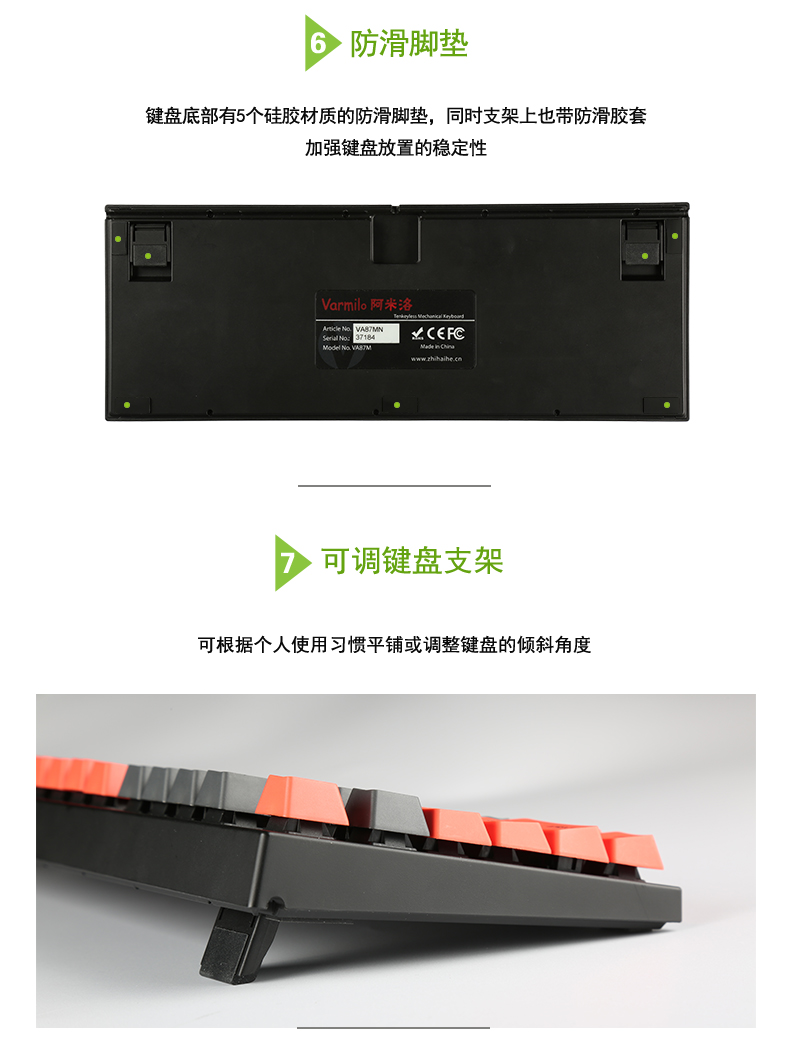 6 防滑脚垫
键盘底部有5个硅胶材质的防滑脚垫，同时支架上也带防滑胶套
加强键盘放置的稳定性
Varmilo 阿米洛
Tenkeyless Mechanical Keyboard
Article No. VA87MN
Serial No.: 37184
Model No. VA87M
CE FC
Made in China
www.zhihaihe.cn
7 可调键盘支架
可根据个人使用习惯平铺或调整键盘的倾斜角度